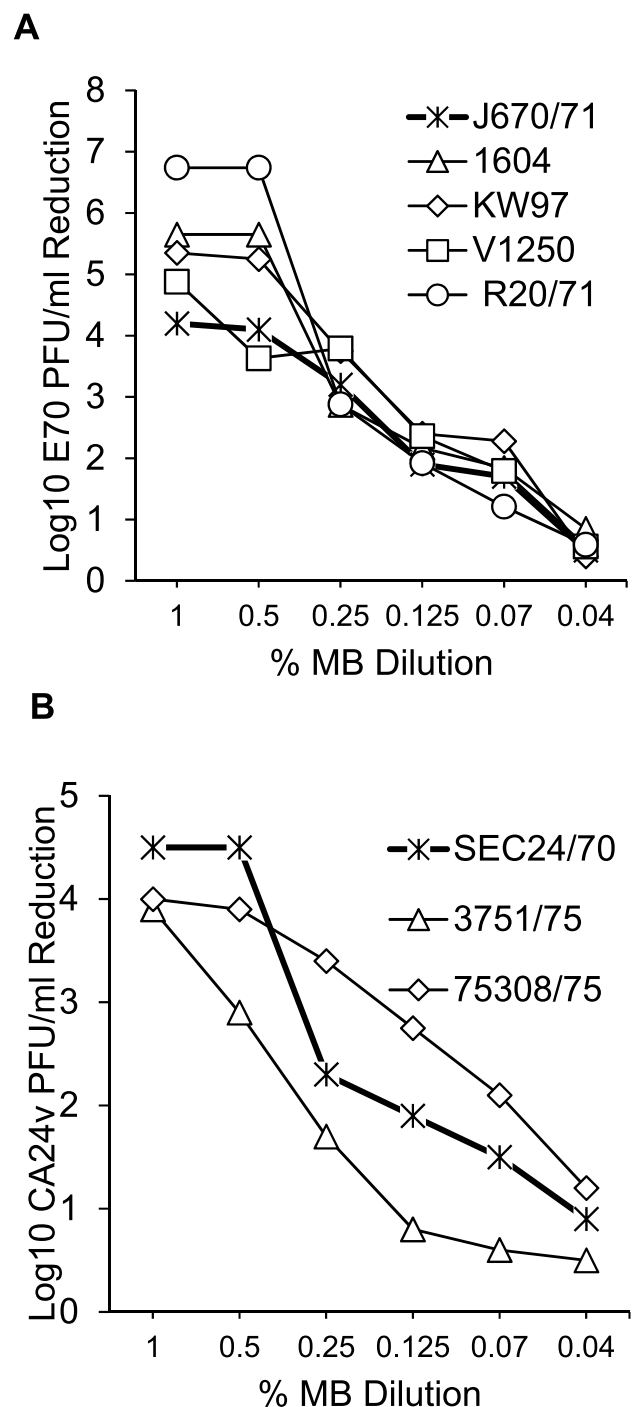 A
Log10 E70 PFU/ml Reduction
8
7
6
5
4
3
2
1
0
J670/71
1604
KW97
V1250
R20/71
1 0.5 0.25 0.125 0.07 0.04
% MB Dilution
B
Log10 CA24v PFU/ml Reduction
5
4
3
2
1
0
SEC24/70
3751/75
75308/75
1 0.5 0.25 0.125 0.07 0.04
% MB Dilution